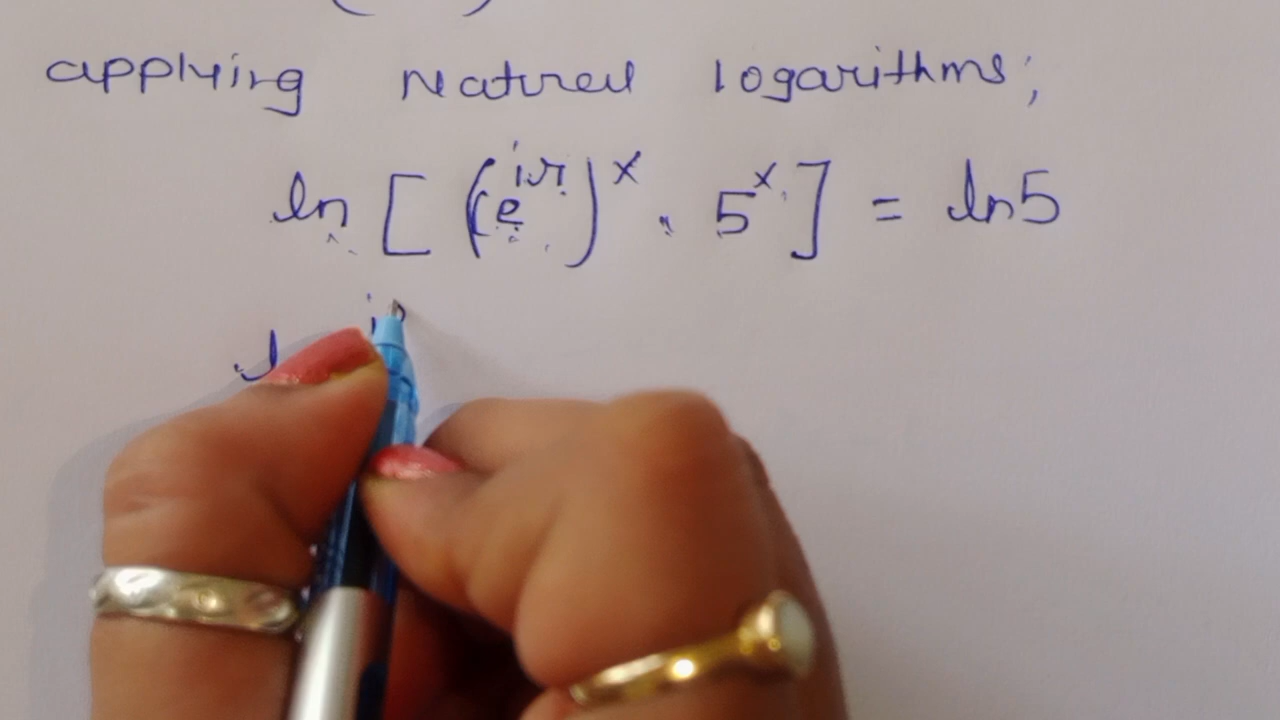 applying Natural logarithms;
ln [ (e^{iπ})^x . 5^x ] = ln5